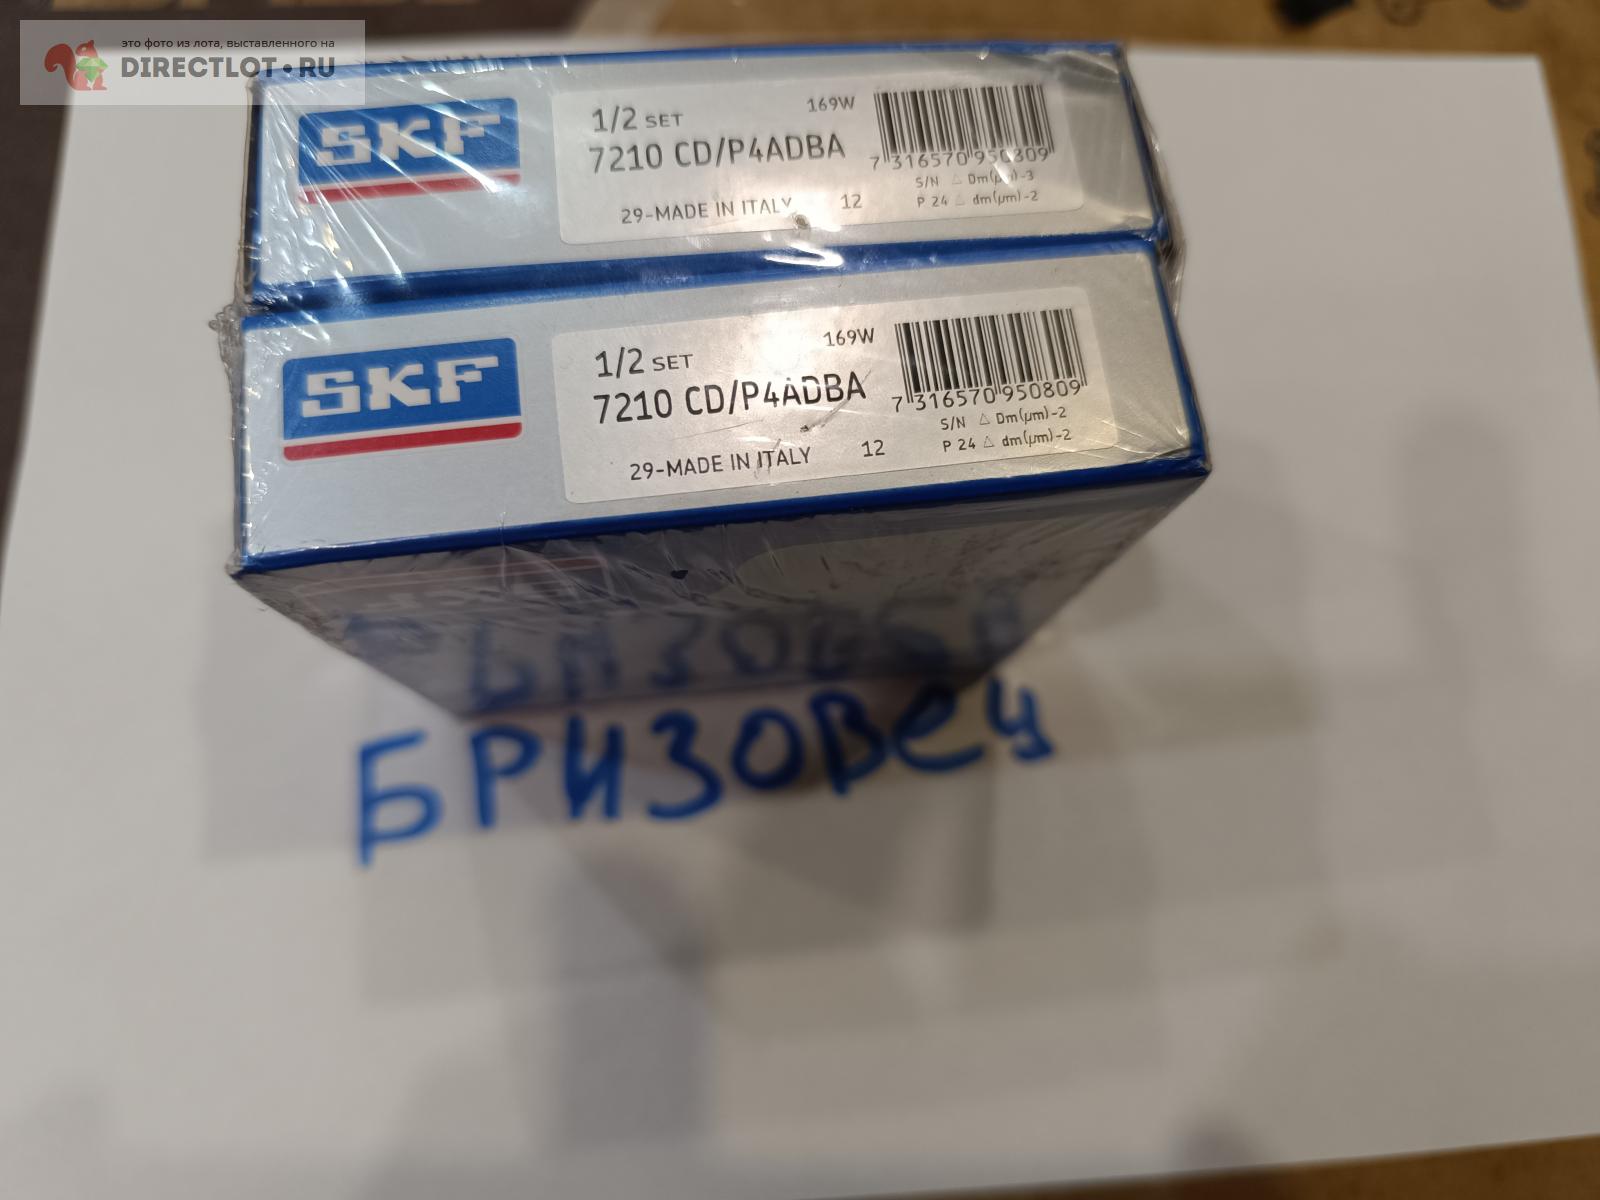 это фото из лота, выставленного на
DIRECTLOT.RU
SKF
1/2 SET
169W
7210 CD/P4ADBA
7 316570 950809
S/N △ Dm(μm)-3
P 24 △ dm(μm)-2
29-MADE IN ITALY
12
SKF
1/2 SET
169W
7210 CD/P4ADBA
7 316570 950809
S/N △ Dm(μm)-2
P 24 △ dm(μm)-2
29-MADE IN ITALY
12
БРИЗОВец